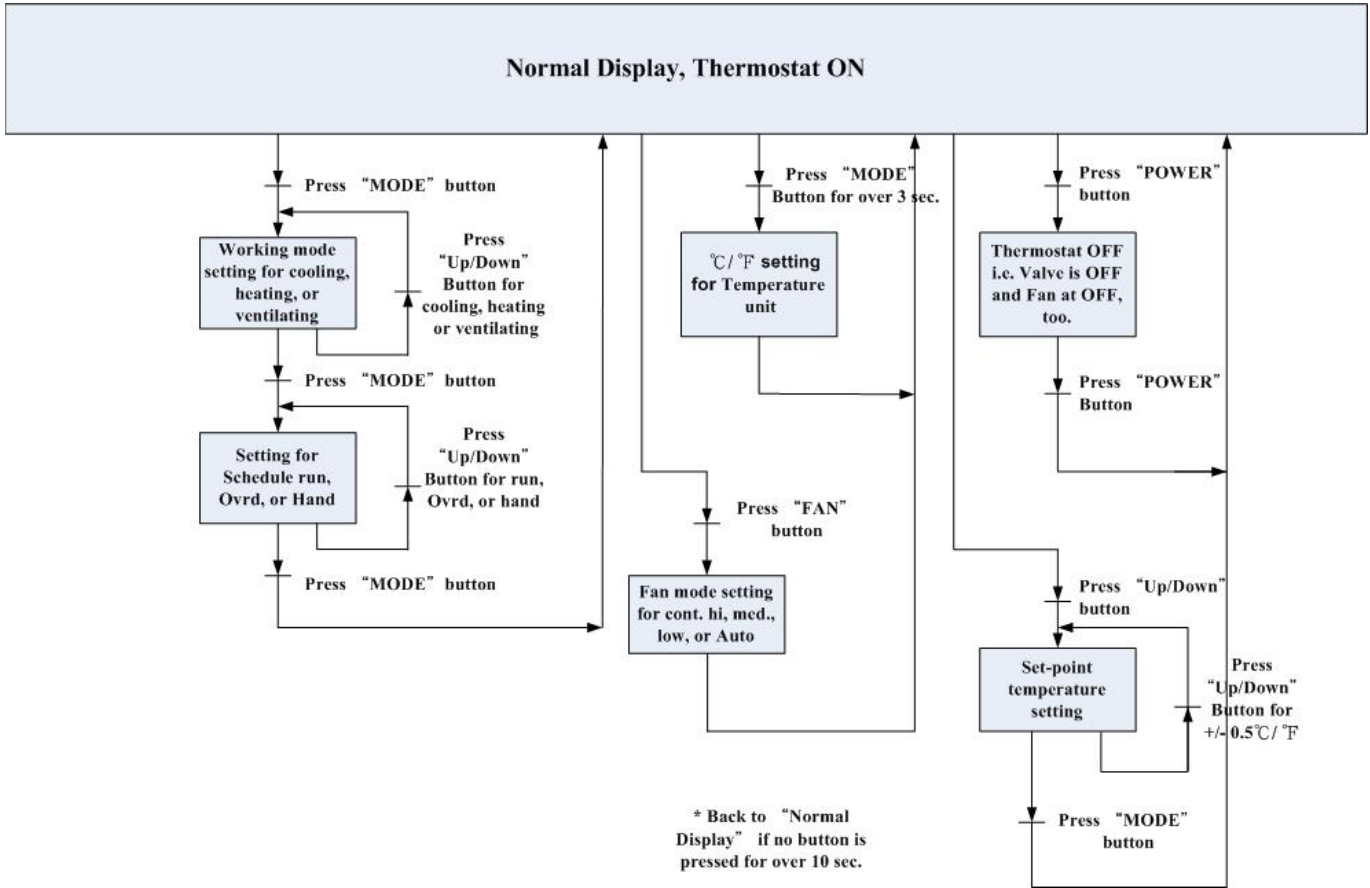 Normal Display, Thermostat ON
Press “MODE” button
Working mode
setting for cooling,
heating, or
ventilating
Press
“Up/Down”
Button for
cooling, heating
or ventilating
Press “MODE” button
Setting for
Schedule run,
Ovrd, or Hand
Press
“Up/Down”
Button for run,
Ovrd, or hand
Press “MODE” button
Press “MODE”
Button for over 3 sec.
℃/℉ setting
for Temperature
unit
Press “FAN”
button
Fan mode setting
for cont. hi, med.,
low, or Auto
Press “POWER”
button
Thermostat OFF
i.e. Valve is OFF
and Fan at OFF,
too.
Press “POWER”
Button
Press “Up/Down”
button
Set-point
temperature
setting
Press
“Up/Down”
Button for
+/- 0.5℃/℉
Press “MODE”
button
* Back to “Normal
Display” if no button is
pressed for over 10 sec.